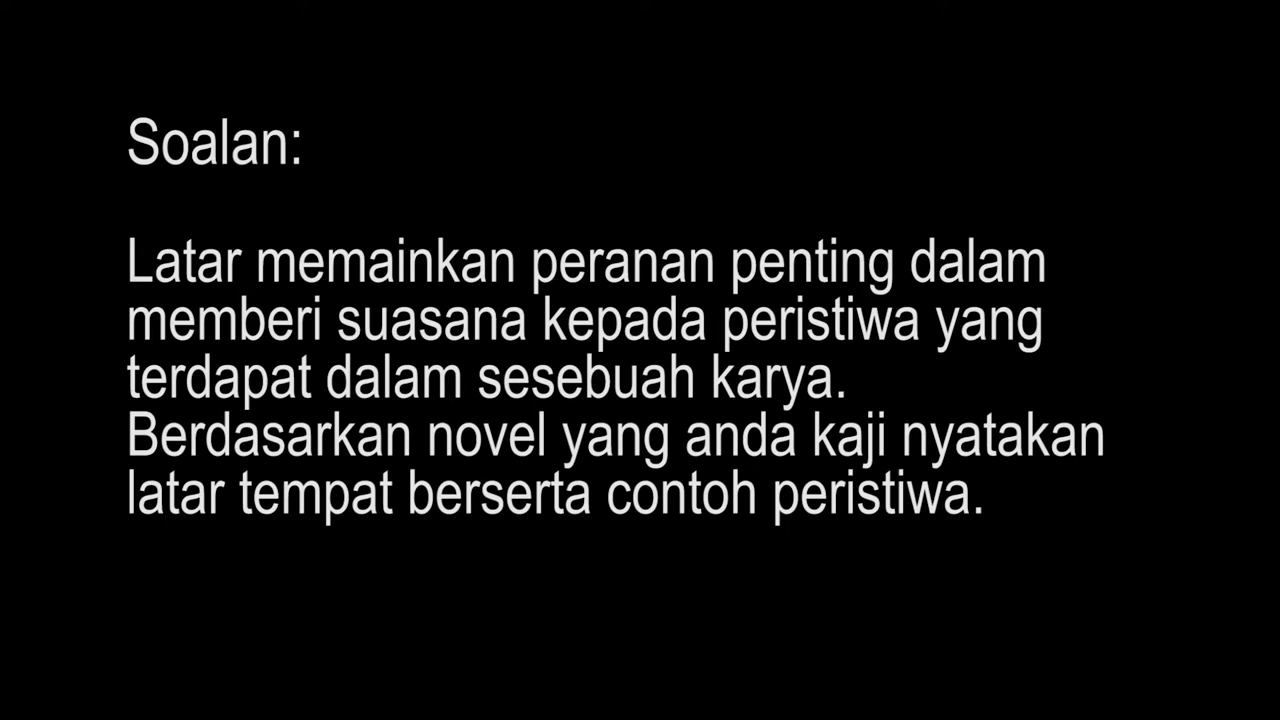 Soalan:
Latar memainkan peranan penting dalam
memberi suasana kepada peristiwa yang
terdapat dalam sesebuah karya.
Berdasarkan novel yang anda kaji nyatakan
latar tempat berserta contoh peristiwa.